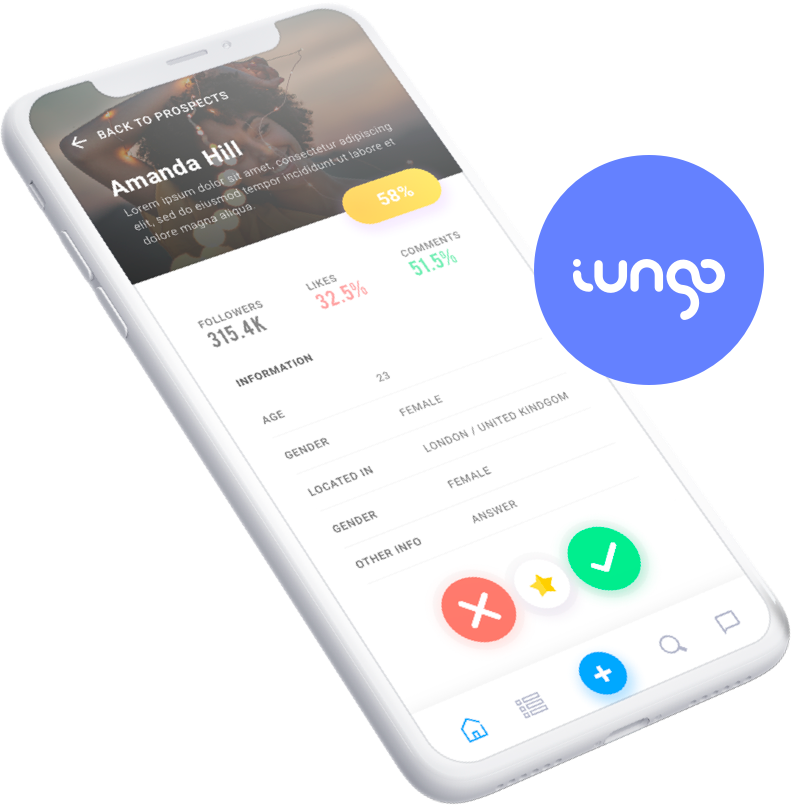 BACK TO PROSPECTS
Amanda Hill
Lorem ipsum dolor sit amet, consectetur adipiscing
elit, sed do eiusmod tempor incididunt ut labore et
dolore magna aliqua.
58%
FOLLOWERS
315.4K
LIKES
32.5%
COMMENTS
51.5%
iungo
INFORMATION
AGE 23
GENDER FEMALE
LOCATED IN LONDON / UNITED KINDGOM
GENDER FEMALE
OTHER INFO ANSWER